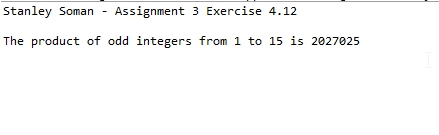 Stanley Soman - Assignment 3 Exercise 4.12
The product of odd integers from 1 to 15 is 2027025